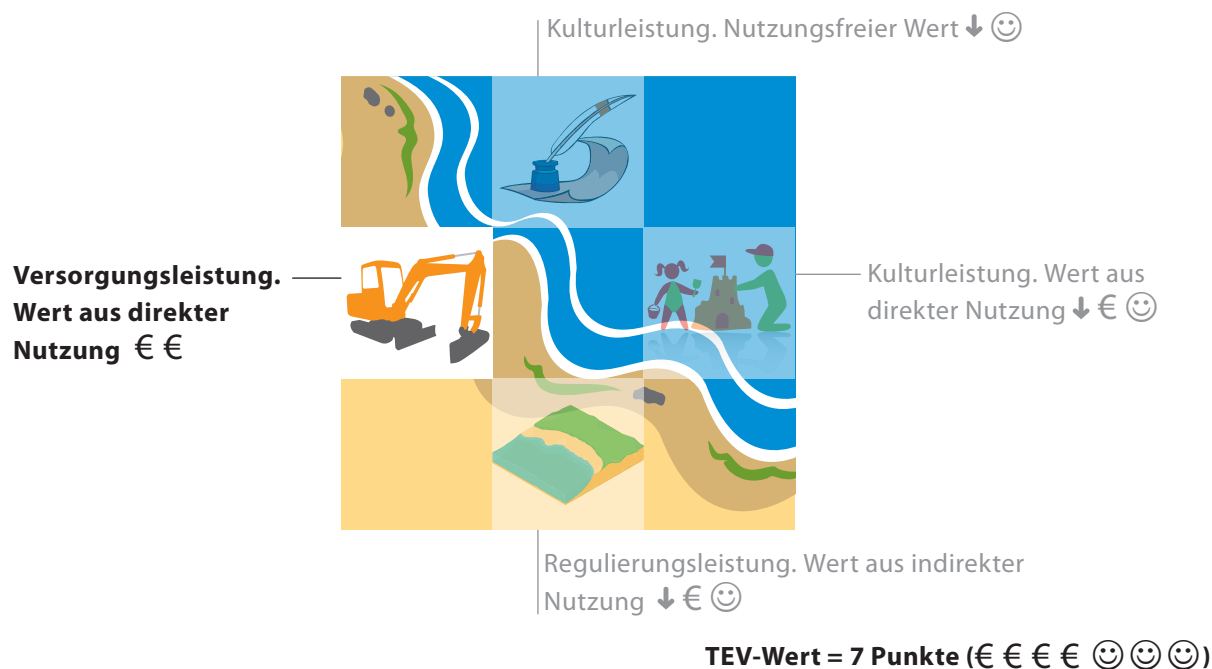 Kulturleistung. Nutzungsfreier Wert ↓ ☺
Versorgungsleistung.
Wert aus direkter
Nutzung € €
Kulturleistung. Wert aus
direkter Nutzung ↓ € ☺
Regulierungsleistung. Wert aus indirekter
Nutzung ↓ € ☺
TEV-Wert = 7 Punkte (€ € € € ☺ ☺ ☺)